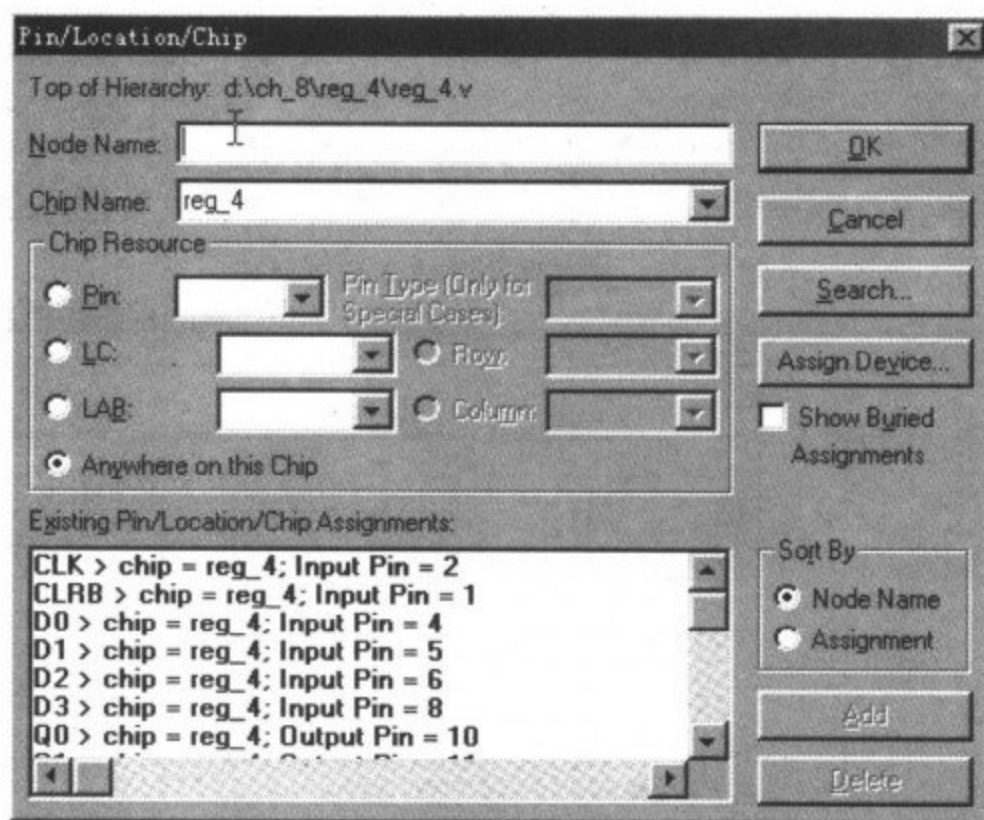 Pin/Location/Chip
Top of Hierarchy: d:\ch_8\reg_4\reg_4.v
Node Name:
OK
Chip Name: reg_4
Cancel
Chip Resource
Pin:
Pin Type (Only for
Special Cases):
Search...
LC:
Row:
Assign Device...
LAB:
Column:
Show Buried
Assignments
Anywhere on this Chip
Existing Pin/Location/Chip Assignments:
CLK > chip = reg_4; Input Pin = 2
CLRB > chip = reg_4; Input Pin = 1
D0 > chip = reg_4; Input Pin = 4
D1 > chip = reg_4; Input Pin = 5
D2 > chip = reg_4; Input Pin = 6
D3 > chip = reg_4; Input Pin = 8
Q0 > chip = reg_4; Output Pin = 10
Sort By
Node Name
Assignment
Add
Delete